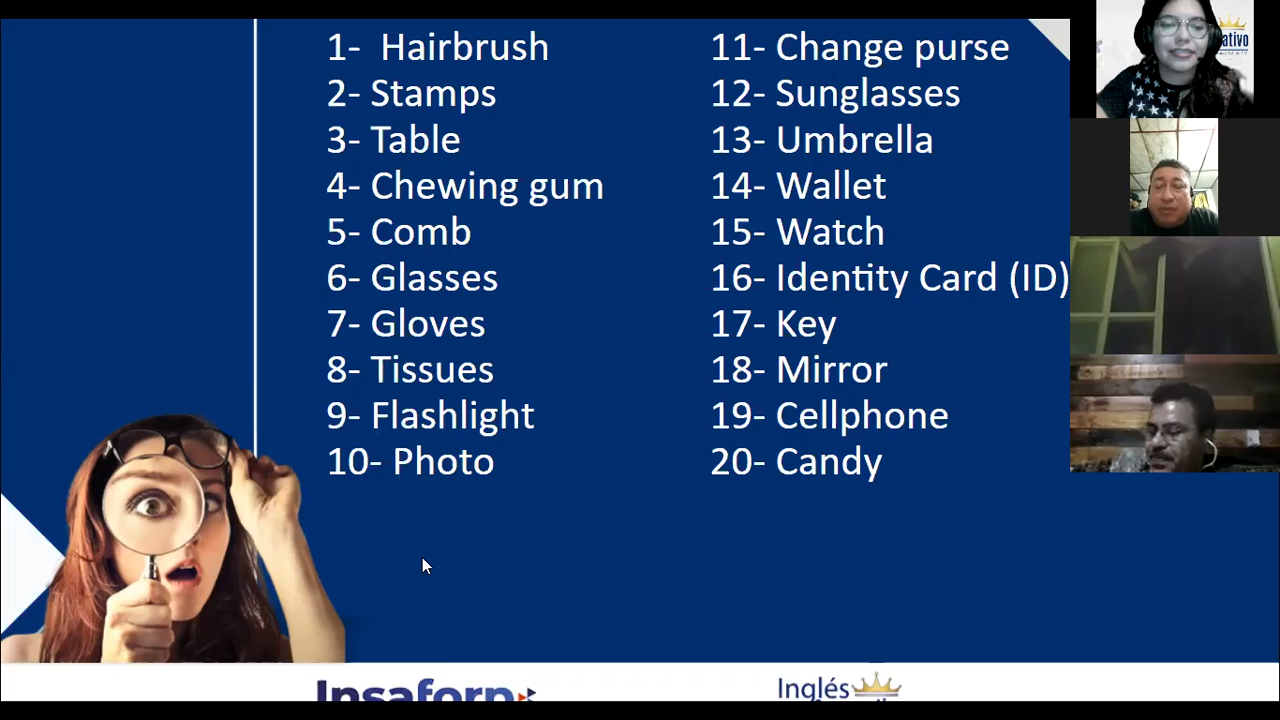 1- Hairbrush
2- Stamps
3- Table
4- Chewing gum
5- Comb
6- Glasses
7- Gloves
8- Tissues
9- Flashlight
10- Photo
11- Change purse
12- Sunglasses
13- Umbrella
14- Wallet
15- Watch
16- Identity Card (ID)
17- Key
18- Mirror
19- Cellphone
20- Candy
ativo
Insaforp
Inglés